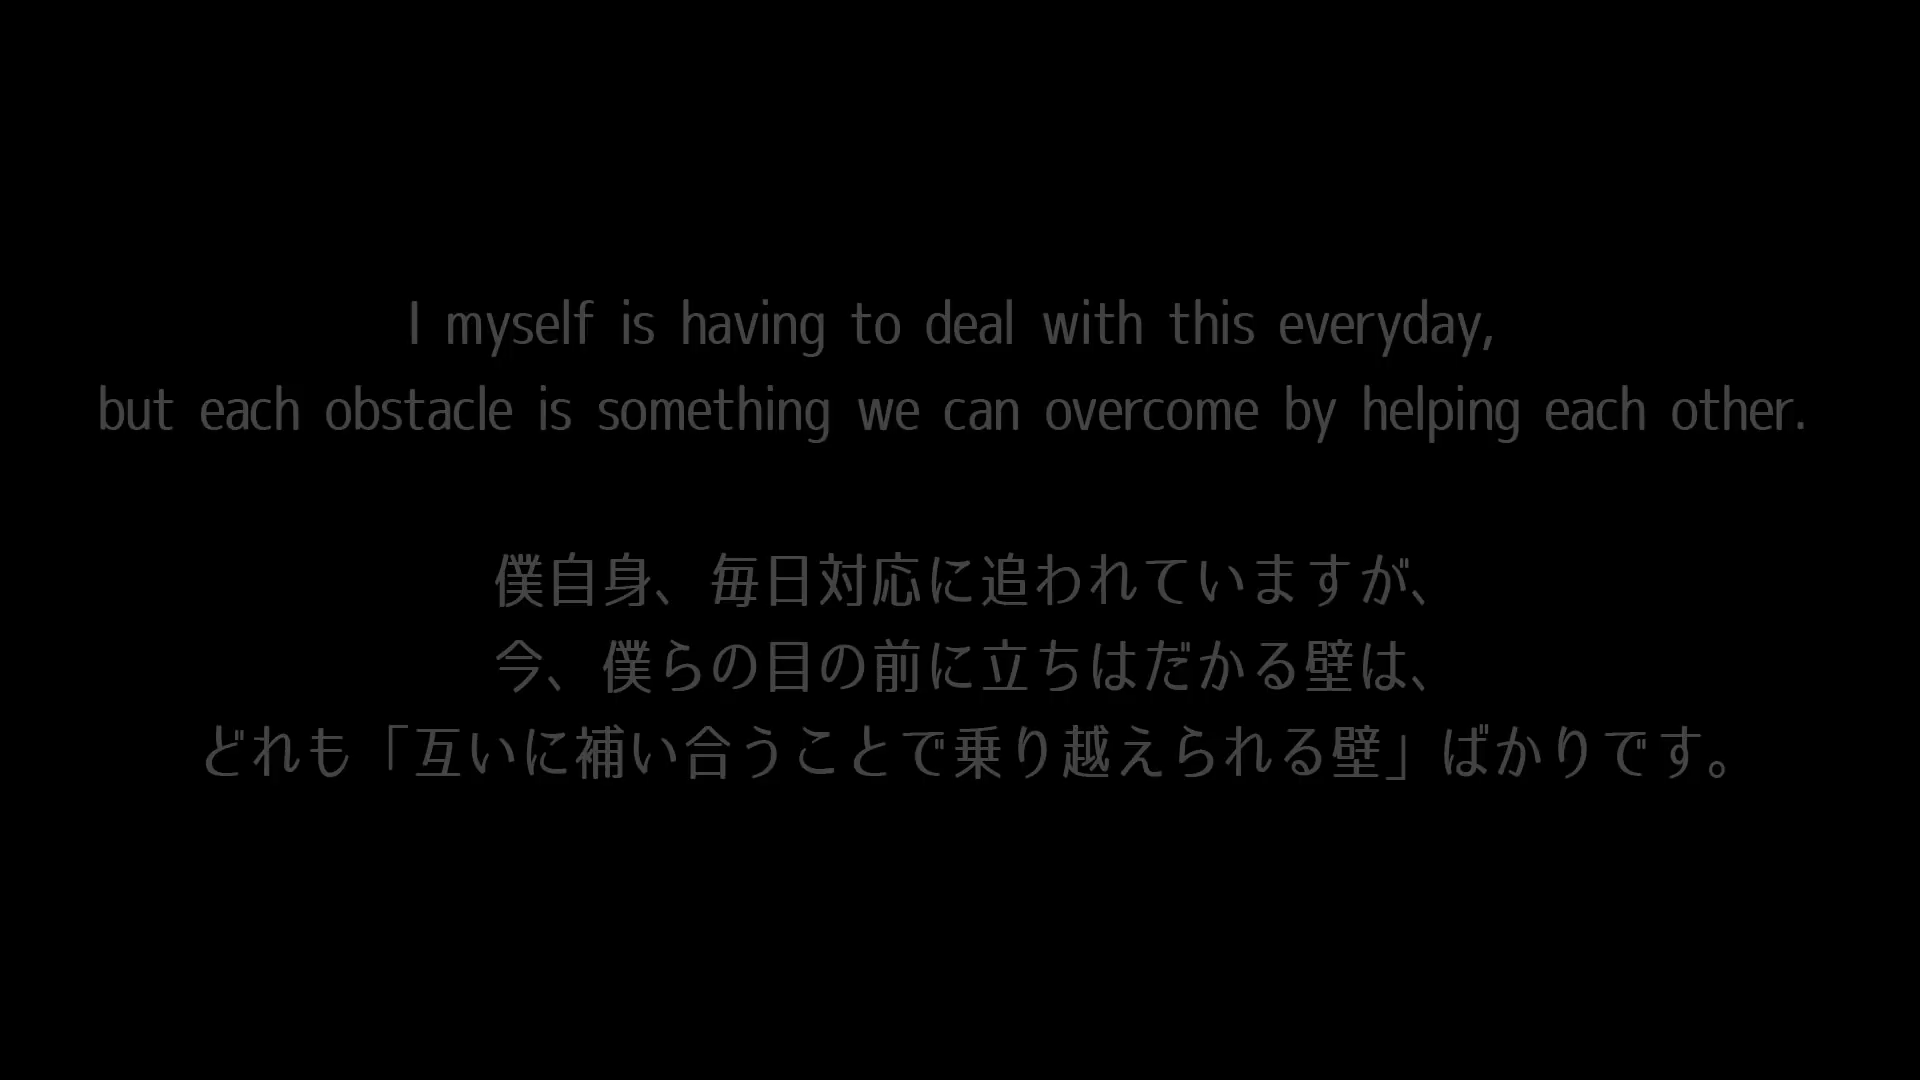 I myself is having to deal with this everyday,
but each obstacle is something we can overcome by helping each other.
僕自身、毎日対応に追われていますが、
今、僕らの目の前に立ちはだかる壁は、
どれも「互いに補い合うことで乗り越えられる壁」ばかりです。